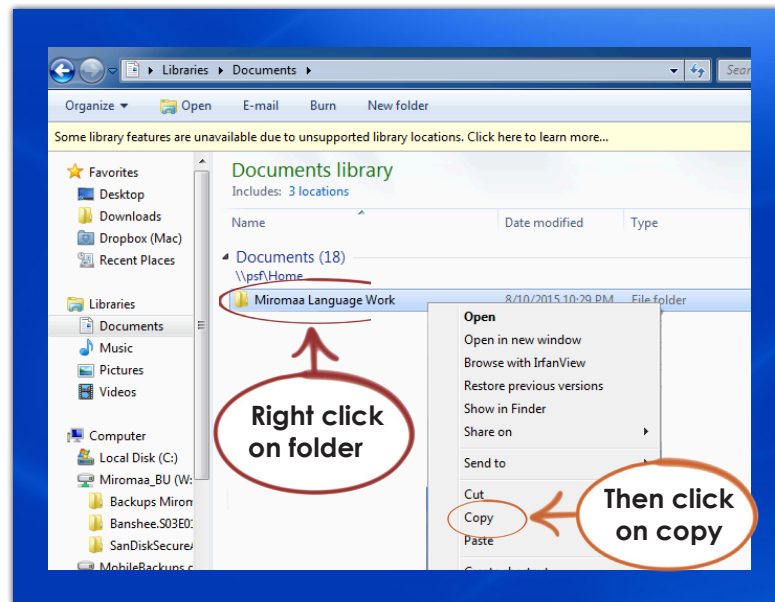 Libraries ▸ Documents ▸
Sear
Organize Open E-mail Burn New folder
Some library features are unavailable due to unsupported library locations. Click here to learn more...
Favorites
Desktop
Downloads
Dropbox (Mac)
Recent Places
Libraries
Documents
Music
Pictures
Videos
Computer
Local Disk (C:)
Miromaa_BU (W:
Backups Mirom
Banshee.S03E01
SanDiskSecureA
MobileBackups
Documents library
Includes: 3 locations
Name Date modified Type
Documents (18)
\\psf\Home
Miromaa Language Work 8/10/2015 10:29 PM File folder
Open
Open in new window
Browse with IrfanView
Restore previous versions
Show in Finder
Share on
Send to
Cut
Copy
Paste
Right click
on folder
Then click
on copy